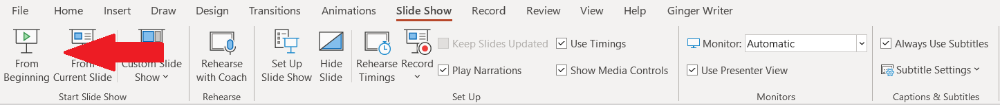 File Home Insert Draw Design Transitions Animations Slide Show Record Review View Help Ginger Writer
From Beginning
From Current Slide
Custom Slide Show
Rehearse with Coach
Set Up Slide Show
Hide Slide
Rehearse Timings
Record
Keep Slides Updated
Play Narrations
Use Timings
Show Media Controls
Monitor: Automatic
Use Presenter View
Always Use Subtitles
Subtitle Settings
Start Slide Show
Rehearse
Set Up
Monitors
Captions & Subtitles